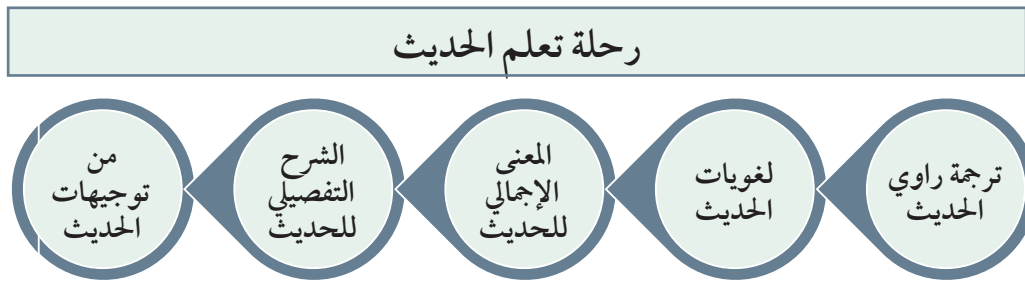 رحلة تعلم الحديث
ترجمة راوي
الحديث
لغويات
الحديث
المعنى
الإجمالي
للحديث
الشرح
التفصيلي
للحديث
من
توجيهات
الحديث